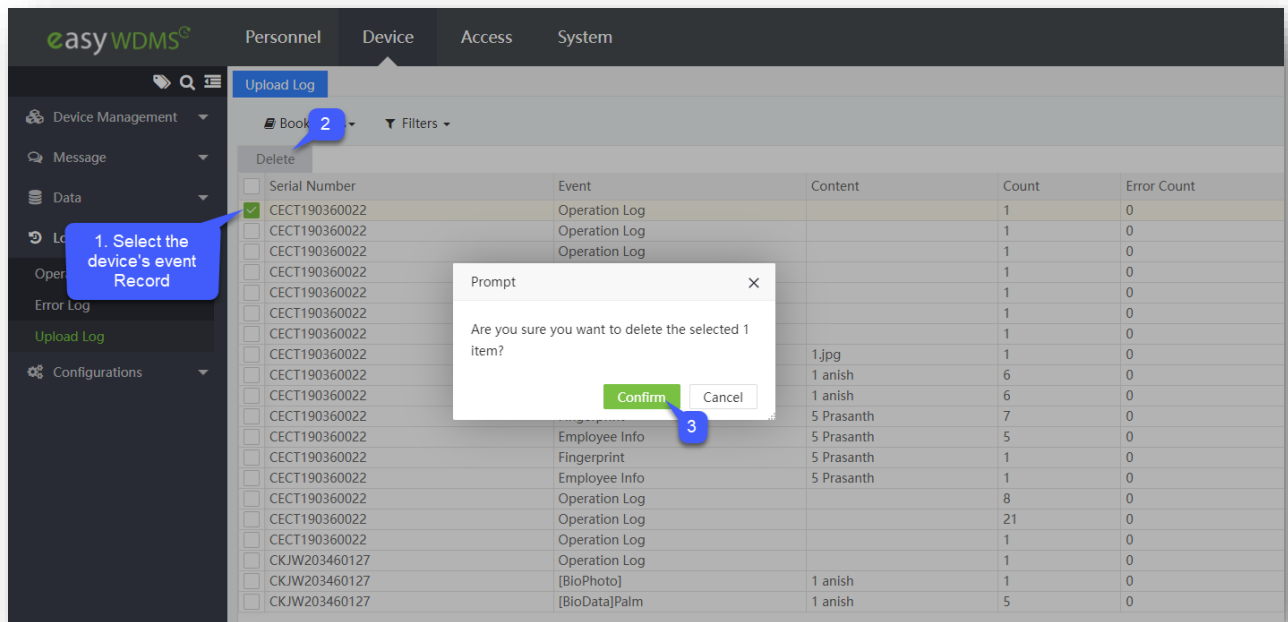 easy WDMS
Personnel Device Access System
Upload Log
Device Management
Message
Data
1. Select the
device's event
Record
Error Log
Upload Log
Configurations
Book 2 Filters
Delete
Serial Number Event Content Count Error Count
CECT190360022 Operation Log 1 0
CECT190360022 Operation Log 1 0
CECT190360022 Operation Log 1 0
CECT190360022 1 0
CECT190360022 1 0
CECT190360022 1 0
CECT190360022 1 0
CECT190360022 1.jpg 1 0
CECT190360022 1 anish 6 0
CECT190360022 1 anish 6 0
CECT190360022 5 Prasanth 7 0
CECT190360022 Employee Info 5 Prasanth 5 0
CECT190360022 Fingerprint 5 Prasanth 1 0
CECT190360022 Employee Info 5 Prasanth 1 0
CECT190360022 Operation Log 8 0
CECT190360022 Operation Log 21 0
CECT190360022 Operation Log 1 0
CKJW203460127 Operation Log 1 0
CKJW203460127 [BioPhoto] 1 anish 1 0
CKJW203460127 [BioData]Palm 1 anish 5 0
Prompt
Are you sure you want to delete the selected 1
item?
Confirm Cancel
3